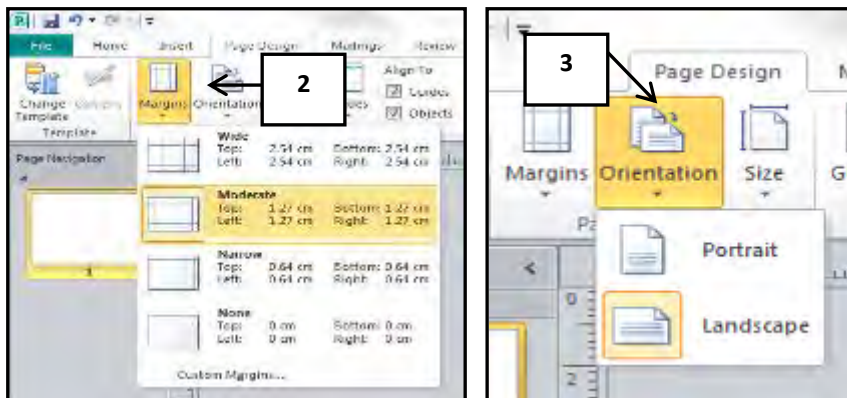 File Home Insert Page Design Mailings Review
2
Change Template
Margins
Orientation
Align To
Guides
Objects
Template
Page Navigation
1
Wide
Top: 2.54 cm Bottom: 2.54 cm
Left: 2.54 cm Right: 2.54 cm
Moderate
Top: 1.27 cm Bottom: 1.27 cm
Left: 1.27 cm Right: 1.27 cm
Narrow
Top: 0.64 cm Bottom: 0.64 cm
Left: 0.64 cm Right: 0.64 cm
None
Top: 0 cm Bottom: 0 cm
Left: 0 cm Right: 0 cm
Custom Margins...
3
Page Design M
Margins Orientation Size G
Pa
Portrait
Landscape
0
2